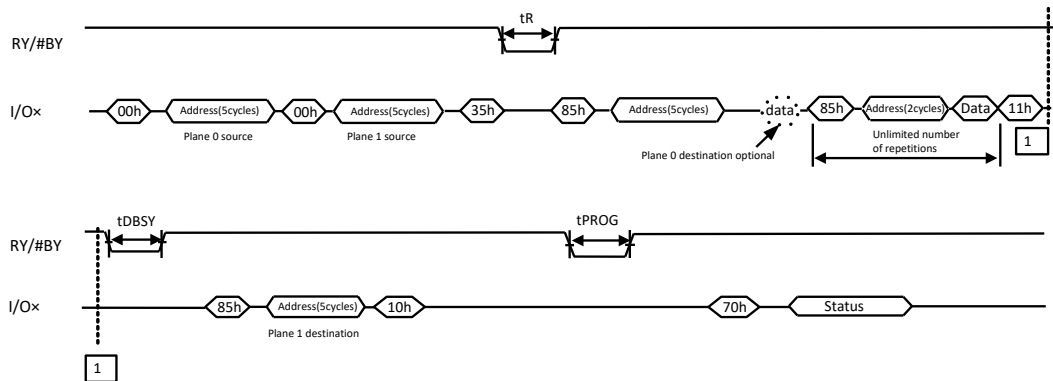 tR
RY/#BY
I/O×
00h Address(5cycles) 00h Address(5cycles) 35h 85h Address(5cycles) data 85h Address(2cycles) Data 11h
Plane 0 source
Plane 1 source
Plane 0 destination optional
Unlimited number
of repetitions
1
tDBSY
tPROG
RY/#BY
I/O×
85h Address(5cycles) 10h 70h Status
Plane 1 destination
1